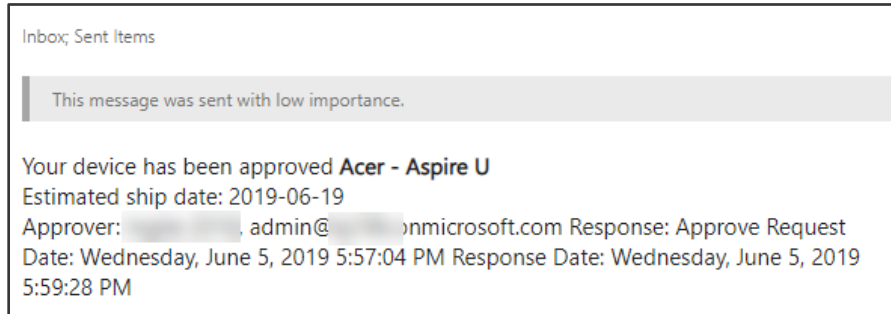 Inbox; Sent Items
This message was sent with low importance.
Your device has been approved Acer - Aspire U
Estimated ship date: 2019-06-19
Approver: , admin@ onmicrosoft.com Response: Approve Request
Date: Wednesday, June 5, 2019 5:57:04 PM Response Date: Wednesday, June 5, 2019
5:59:28 PM